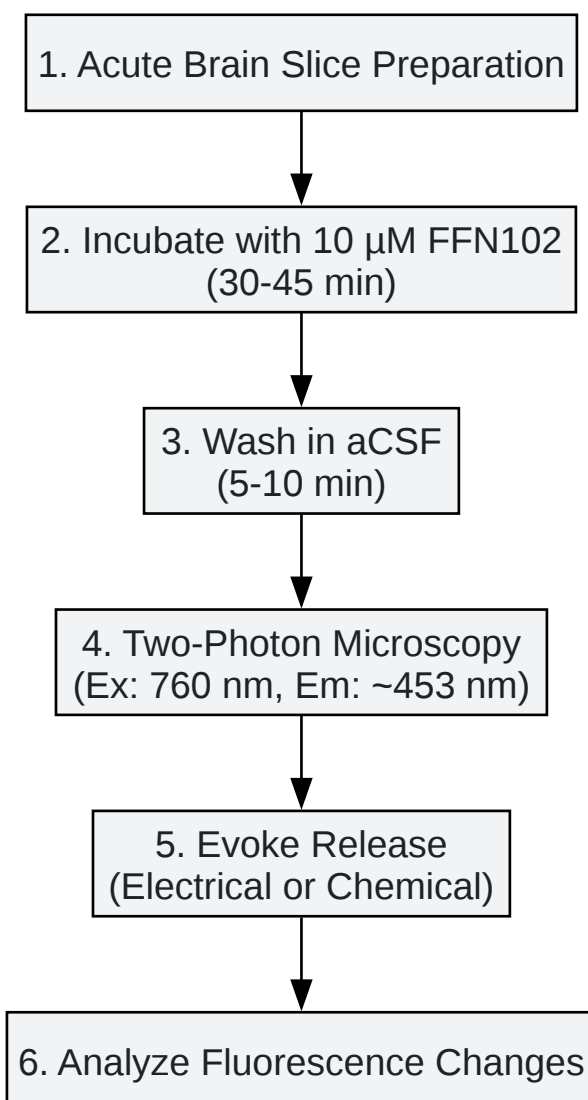 1. Acute Brain Slice Preparation
2. Incubate with 10 µM FFN102
(30-45 min)
3. Wash in aCSF
(5-10 min)
4. Two-Photon Microscopy
(Ex: 760 nm, Em: ~453 nm)
5. Evoke Release
(Electrical or Chemical)
6. Analyze Fluorescence Changes